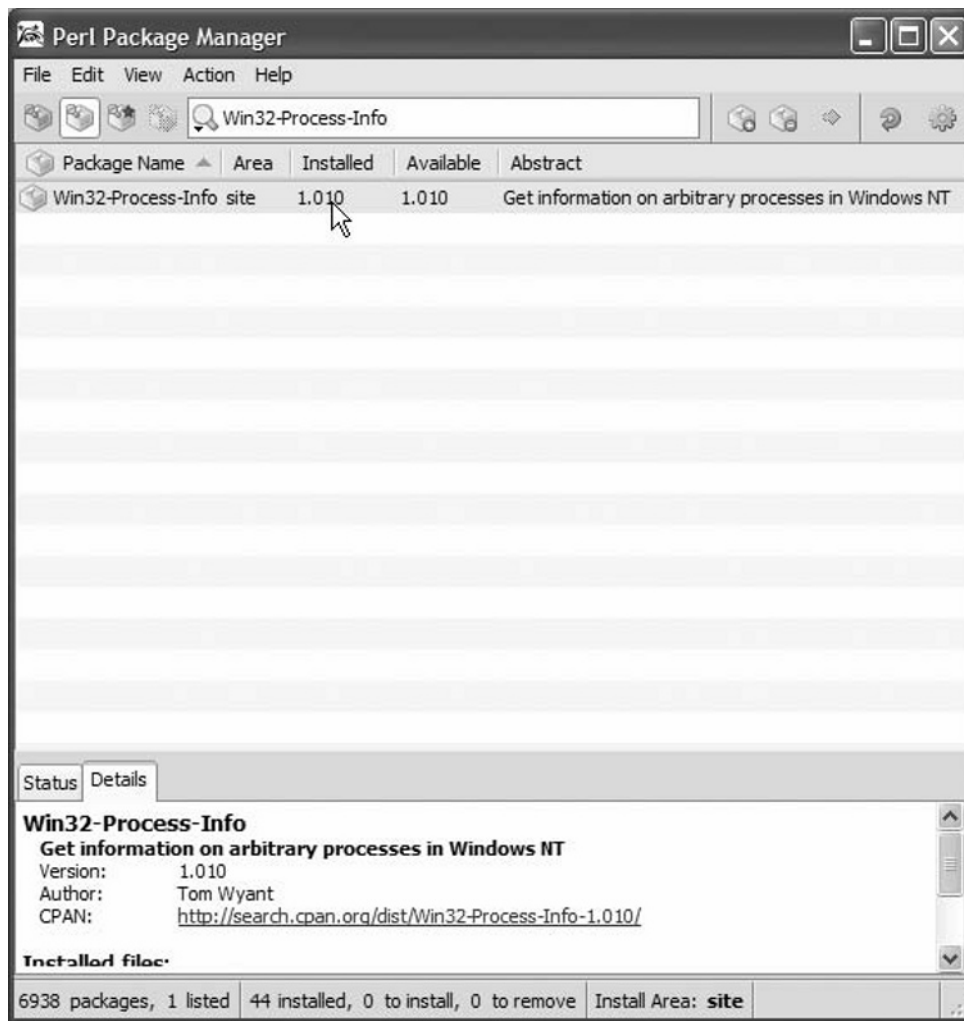 Perl Package Manager
File Edit View Action Help
Win32-Process-Info
Package Name Area Installed Available Abstract
Win32-Process-Info site 1.010 1.010 Get information on arbitrary processes in Windows NT
Status Details
Win32-Process-Info
Get information on arbitrary processes in Windows NT
Version: 1.010
Author: Tom Wyant
CPAN: http://search.cpan.org/dist/Win32-Process-Info-1.010/
Installed files:
6938 packages, 1 listed 44 installed, 0 to install, 0 to remove Install Area: site